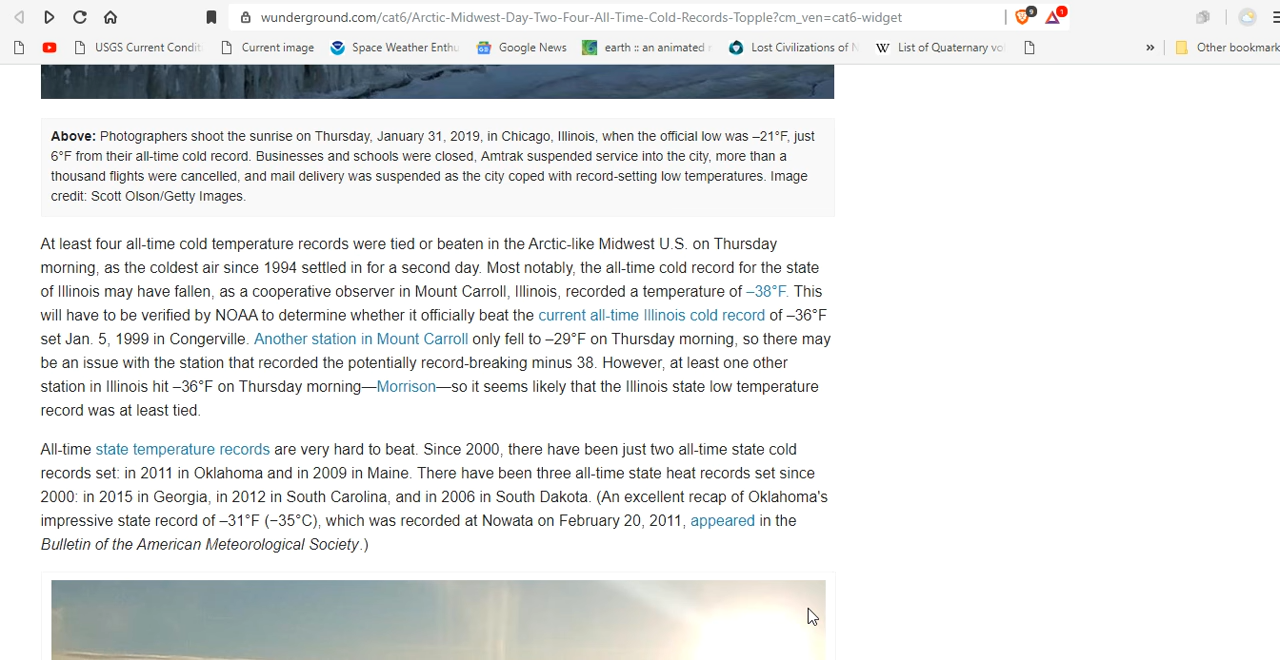 wunderground.com/cat6/Arctic-Midwest-Day-Two-Four-All-Time-Cold-Records-Topple?cm_ven=cat6-widget
9
1
USGS Current Condit
Current image
Space Weather Enthu
Google News
earth :: an animated
Lost Civilizations of N
W
List of Quaternary vo
»
Other bookmark
Above: Photographers shoot the sunrise on Thursday, January 31, 2019, in Chicago, Illinois, when the official low was –21°F, just
6°F from their all-time cold record. Businesses and schools were closed, Amtrak suspended service into the city, more than a
thousand flights were cancelled, and mail delivery was suspended as the city coped with record-setting low temperatures. Image
credit: Scott Olson/Getty Images.
At least four all-time cold temperature records were tied or beaten in the Arctic-like Midwest U.S. on Thursday
morning, as the coldest air since 1994 settled in for a second day. Most notably, the all-time cold record for the state
of Illinois may have fallen, as a cooperative observer in Mount Carroll, Illinois, recorded a temperature of –38°F. This
will have to be verified by NOAA to determine whether it officially beat the current all-time Illinois cold record of –36°F
set Jan. 5, 1999 in Congerville. Another station in Mount Carroll only fell to –29°F on Thursday morning, so there may
be an issue with the station that recorded the potentially record-breaking minus 38. However, at least one other
station in Illinois hit –36°F on Thursday morning—Morrison—so it seems likely that the Illinois state low temperature
record was at least tied.
All-time state temperature records are very hard to beat. Since 2000, there have been just two all-time state cold
records set: in 2011 in Oklahoma and in 2009 in Maine. There have been three all-time state heat records set since
2000: in 2015 in Georgia, in 2012 in South Carolina, and in 2006 in South Dakota. (An excellent recap of Oklahoma's
impressive state record of –31°F (−35°C), which was recorded at Nowata on February 20, 2011, appeared in the
Bulletin of the American Meteorological Society.)